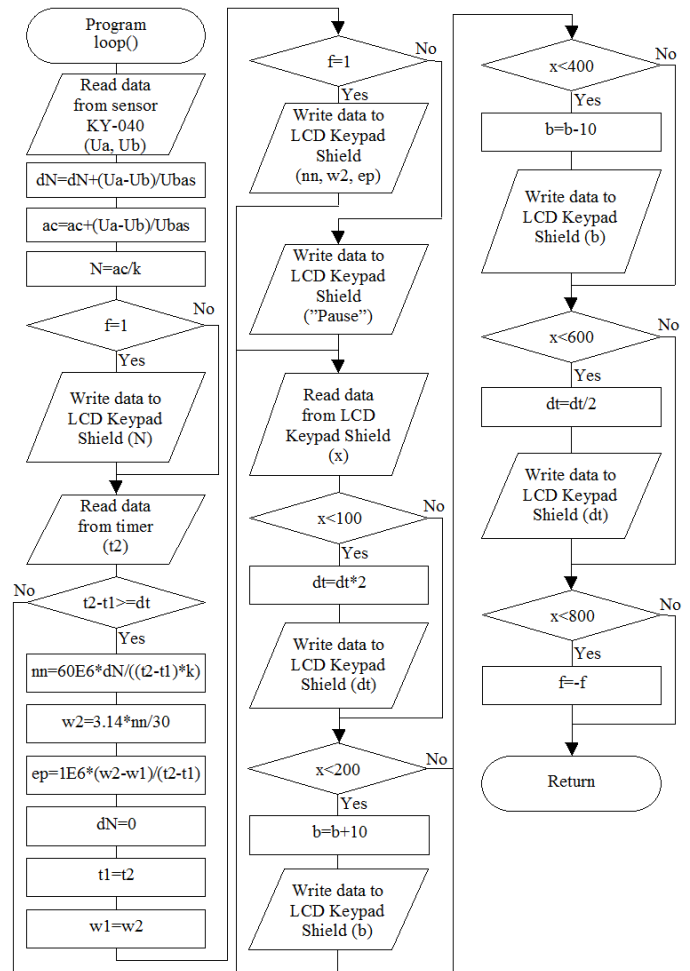 Program
loop()
Read data
from sensor
KY-040
(Ua, Ub)
dN=dN+(Ua-Ub)/Ubas
ac=ac+(Ua-Ub)/Ubas
N=ac/k
f=1
No
Yes
Write data to
LCD Keypad
Shield (N)
Read data
from timer
(t2)
No
t2-t1>=dt
Yes
nn=60E6*dN/((t2-t1)*k)
w2=3.14*nn/30
ep=1E6*(w2-w1)/(t2-t1)
dN=0
t1=t2
w1=w2
f=1
No
Yes
Write data to
LCD Keypad
Shield
(nn, w2, ep)
Write data to
LCD Keypad
Shield
(”Pause”)
Read data
from LCD
Keypad Shield
(x)
x<100
No
Yes
dt=dt*2
Write data to
LCD Keypad
Shield (dt)
x<200
No
Yes
b=b+10
Write data to
LCD Keypad
Shield (b)
x<400
No
Yes
b=b-10
Write data to
LCD Keypad
Shield (b)
x<600
No
Yes
dt=dt/2
Write data to
LCD Keypad
Shield (dt)
x<800
No
Yes
f=-f
Return